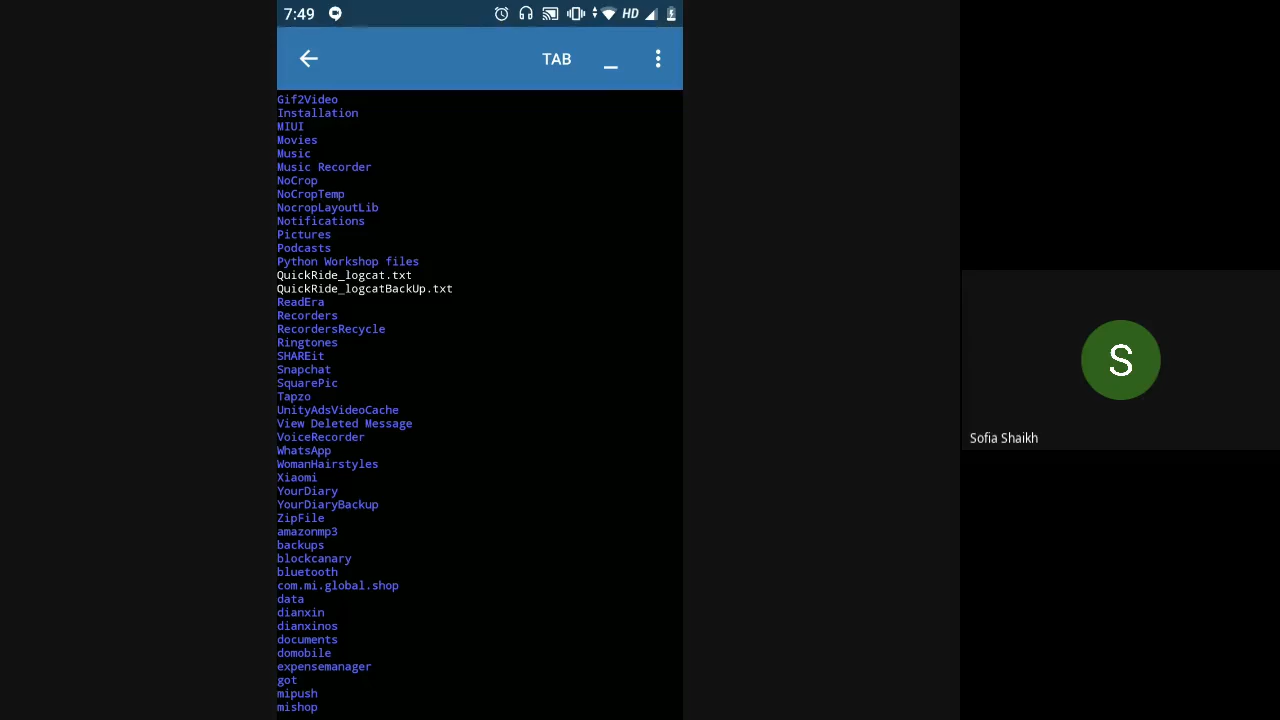 7:49
HD
TAB
Gif2Video
Installation
MIUI
Movies
Music
Music Recorder
NoCrop
NoCropTemp
NocropLayoutLib
Notifications
Pictures
Podcasts
Python Workshop files
QuickRide_logcat.txt
QuickRide_logcatBackUp.txt
ReadEra
Recorders
RecordersRecycle
Ringtones
SHAREit
Snapchat
SquarePic
Tapzo
UnityAdsVideoCache
View Deleted Message
VoiceRecorder
WhatsApp
WomanHairstyles
Xiaomi
YourDiary
YourDiaryBackup
ZipFile
amazonmp3
backups
blockcanary
bluetooth
com.mi.global.shop
data
dianxin
dianxinos
documents
domobile
expensemanager
got
mipush
mishop
S
Sofia Shaikh